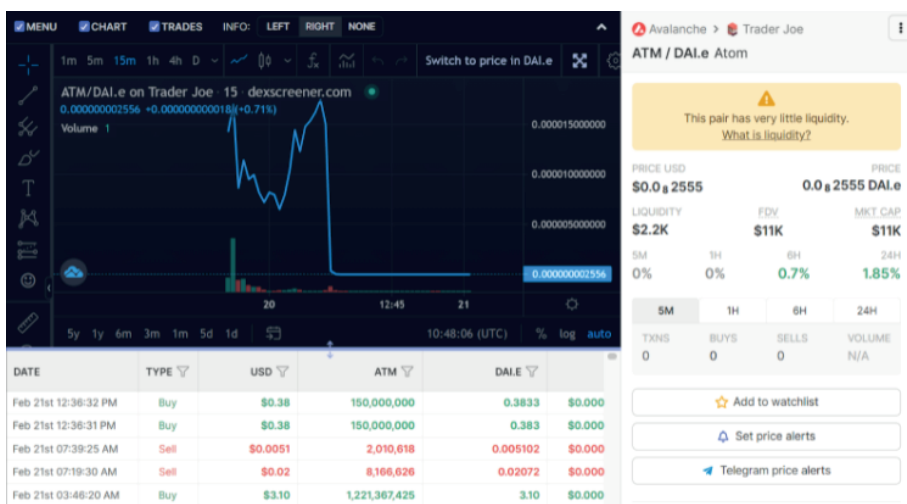 MENU CHART TRADES INFO: LEFT RIGHT NONE
1m 5m 15m 1h 4h D Switch to price in DAI.e
ATM/DAI.e on Trader Joe · 15 · dexscreener.com
0.000000002556 +0.000000000018 (+0.71%)
Volume 1
0.000015000000
0.000010000000
0.000005000000
0.000000002556
20 12:45 21
5y 1y 6m 3m 1m 5d 1d 10:48:06 (UTC) % log auto
DATE TYPE USD ATM DAI.E
Feb 21st 12:36:32 PM Buy $0.38 150,000,000 0.3833 $0.000
Feb 21st 12:36:31 PM Buy $0.38 150,000,000 0.383 $0.000
Feb 21st 07:39:25 AM Sell $0.0051 2,010,618 0.005102 $0.000
Feb 21st 07:19:30 AM Sell $0.02 8,166,626 0.02072 $0.000
Feb 21st 03:46:20 AM Buy $3.10 1,221,367,425 3.10 $0.000
Avalanche > Trader Joe
ATM / DAI.e Atom
This pair has very little liquidity.
What is liquidity?
PRICE USD PRICE
$0.0₈2555 0.0₈2555 DAI.e
LIQUIDITY FDV MKT CAP
$2.2K $11K $11K
5M 1H 6H 24H
0% 0% 0.7% 1.85%
5M 1H 6H 24H
TXNS BUYS SELLS VOLUME
0 0 0 N/A
Add to watchlist
Set price alerts
Telegram price alerts